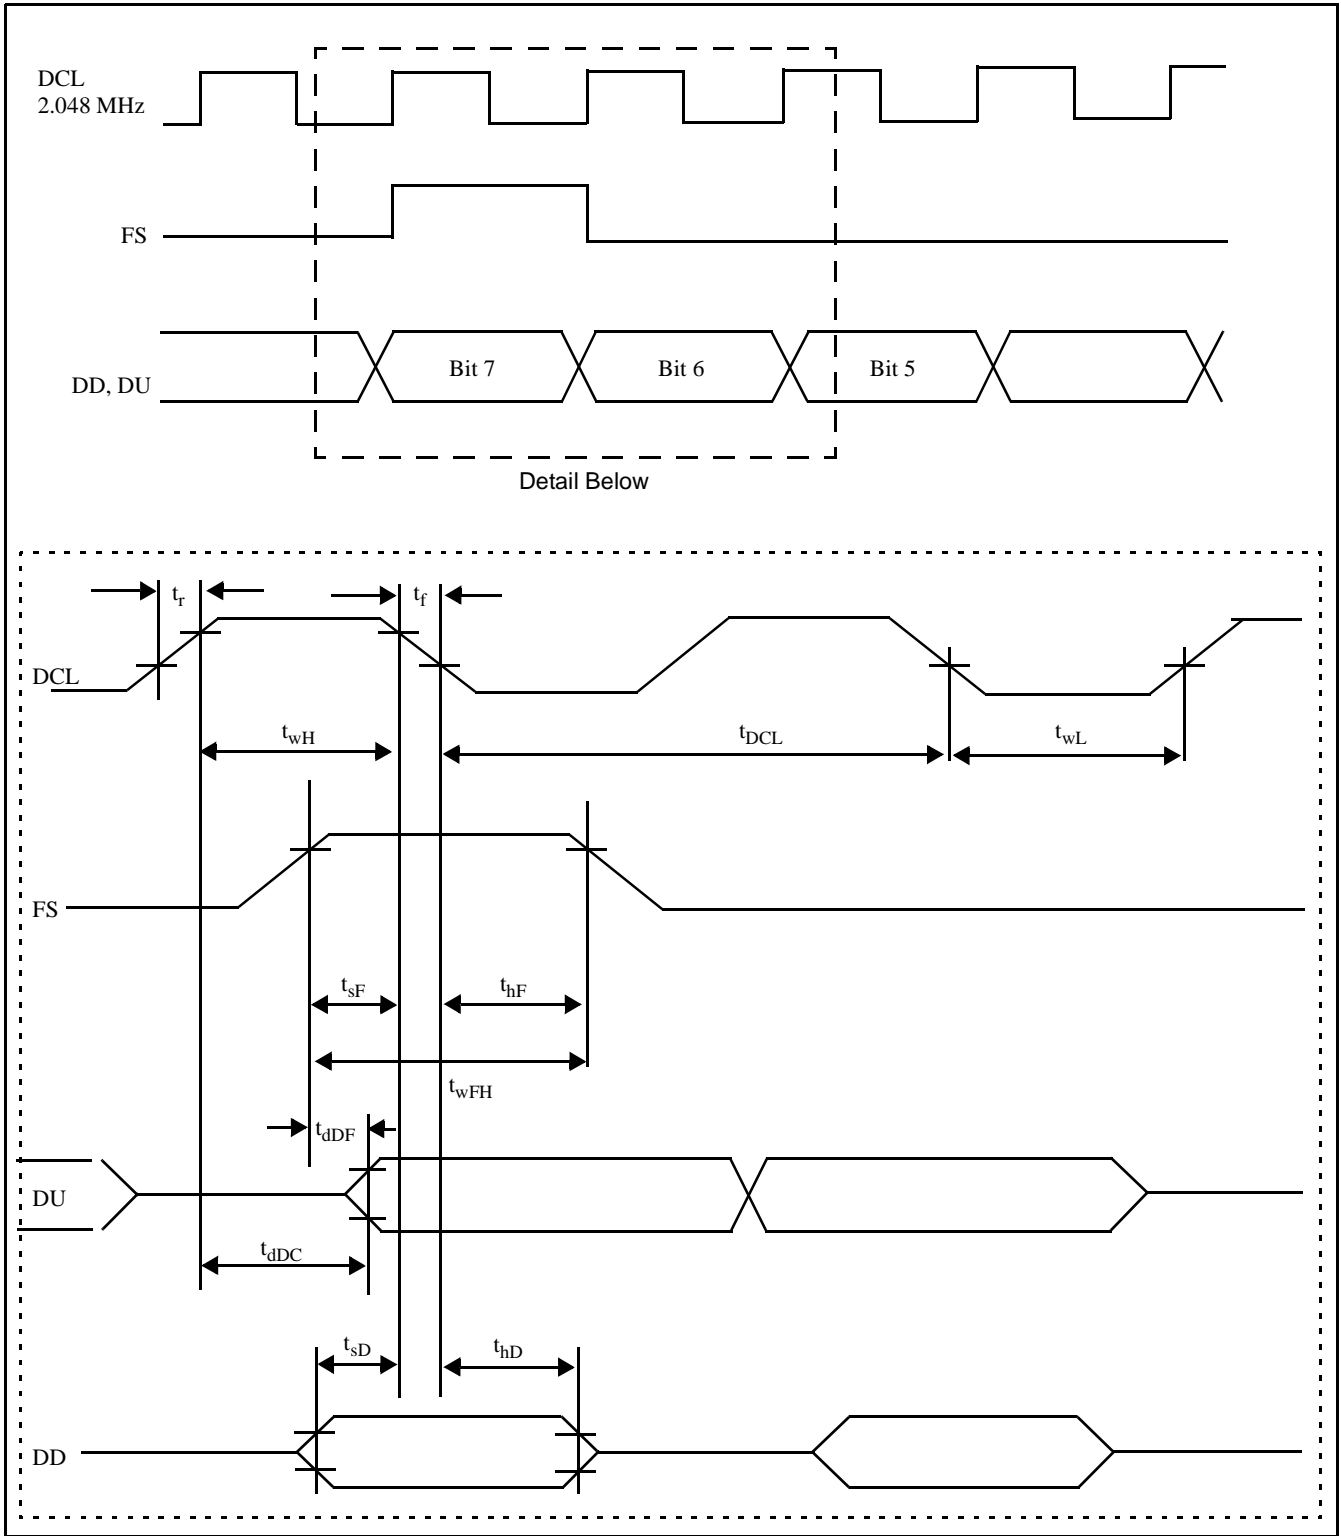 DCL
2.048 MHz
FS
DD, DU
Bit 7 Bit 6 Bit 5
Detail Below
tr tf
DCL
twH tDCL twL
FS
tsF thF
twFH
tdDF
DU
tdDC
tsD thD
DD